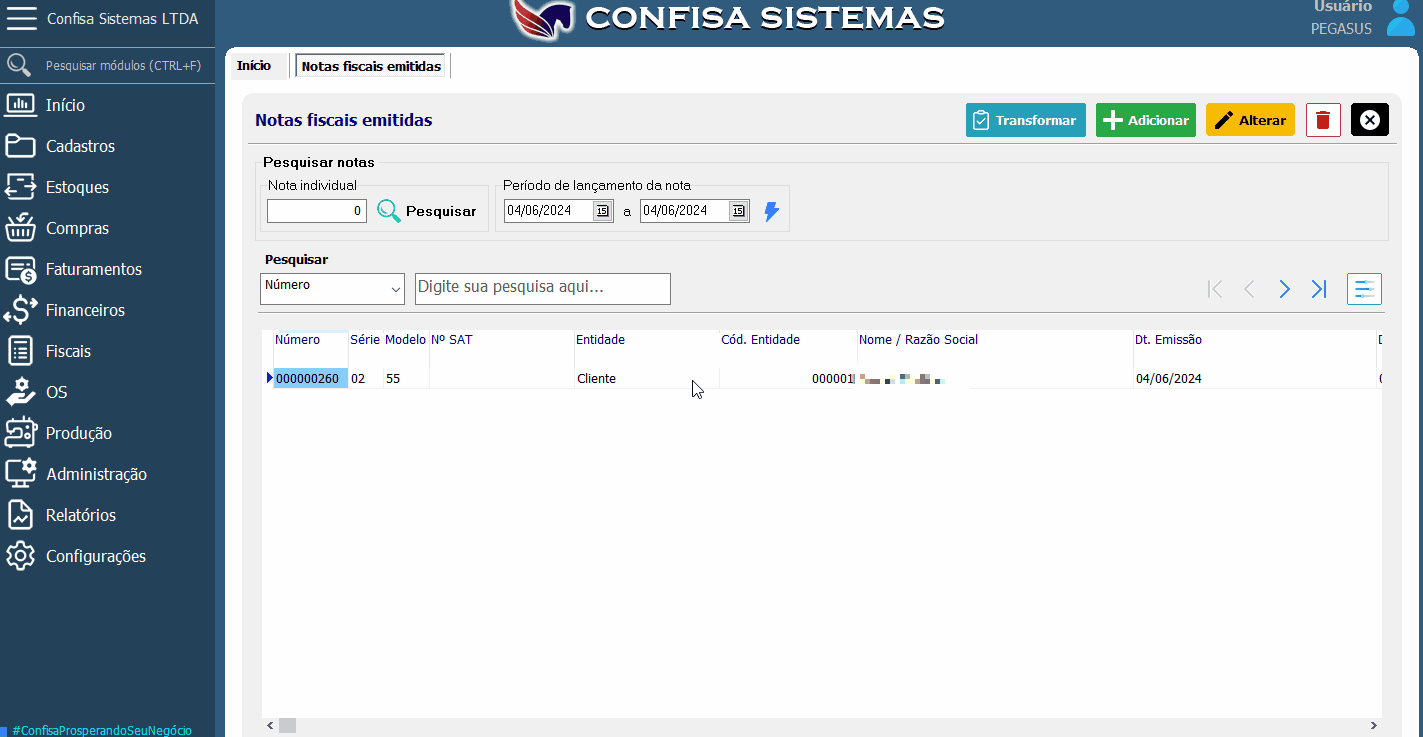 Confisa Sistemas LTDA
CONFISA SISTEMAS
Usuário
PEGASUS
Pesquisar módulos (CTRL+F)
Início
Cadastros
Estoques
Compras
Faturamentos
Financeiros
Fiscais
OS
Produção
Administração
Relatórios
Configurações
#ConfisaProsperandoSeuNegócio
Início
Notas fiscais emitidas
Notas fiscais emitidas
Transformar
Adicionar
Alterar
Pesquisar notas
Nota individual
0
Pesquisar
Período de lançamento da nota
04/06/2024 15 a 04/06/2024 15
Pesquisar
Número
Digite sua pesquisa aqui...
Número Série Modelo Nº SAT Entidade Cód. Entidade Nome / Razão Social Dt. Emissão
000000260 02 55 Cliente 000001 04/06/2024